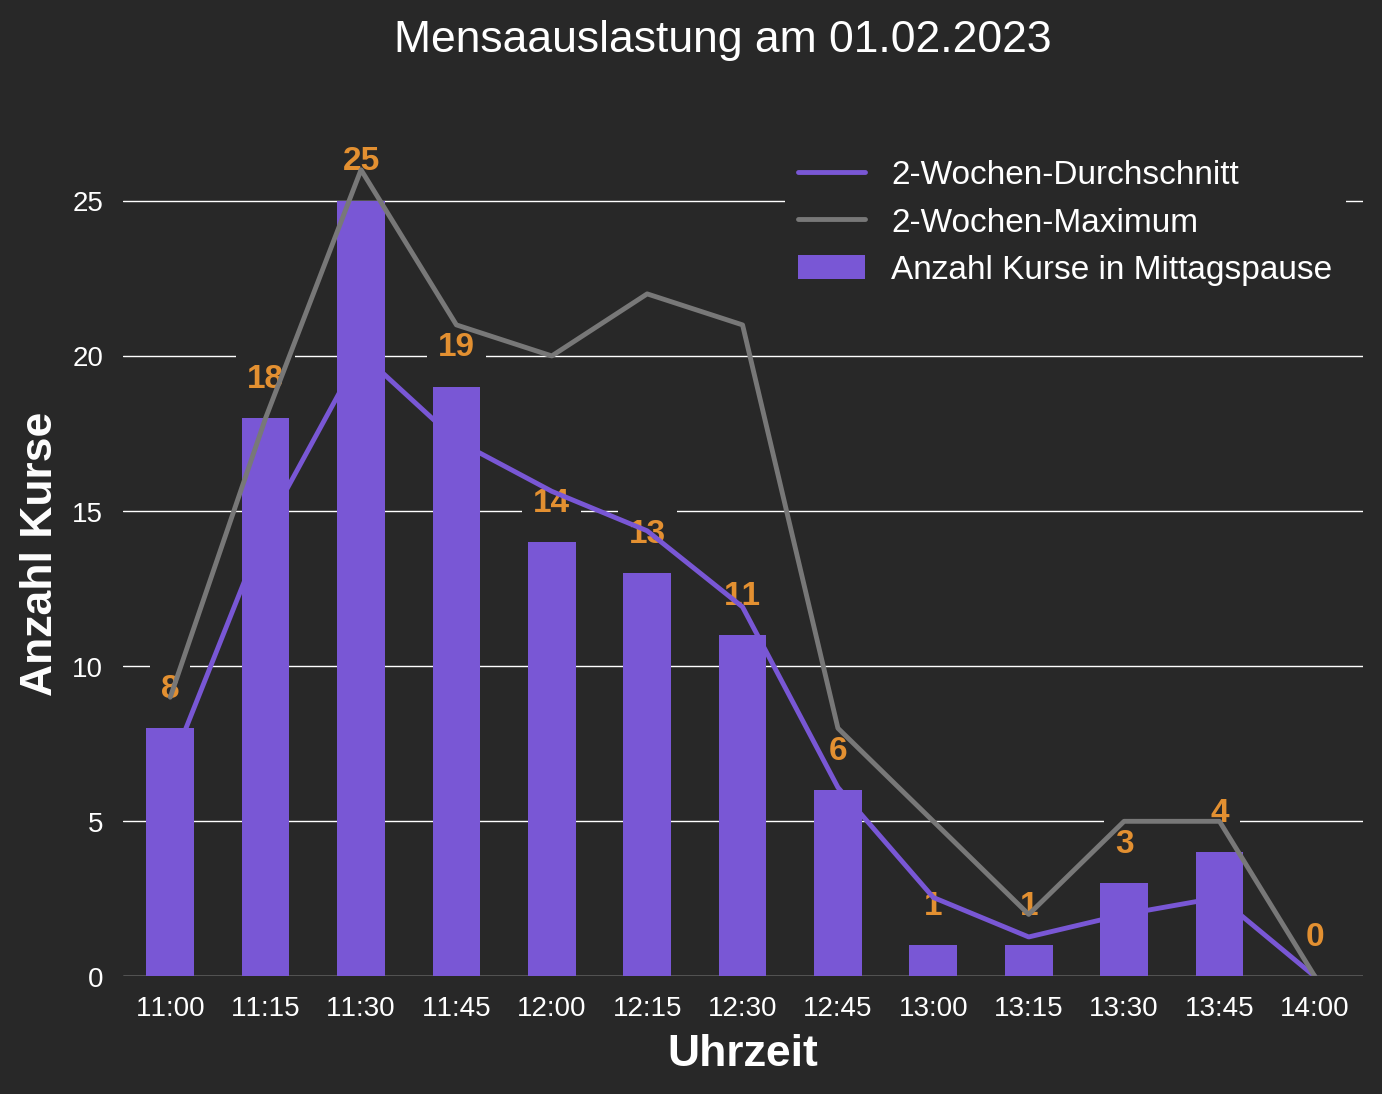 Mensaauslastung am 01.02.2023
2-Wochen-Durchschnitt
2-Wochen-Maximum
Anzahl Kurse in Mittagspause
Anzahl Kurse
25
20
15
10
5
0
8
18
25
19
14
13
11
6
1
1
3
4
0
11:00 11:15 11:30 11:45 12:00 12:15 12:30 12:45 13:00 13:15 13:30 13:45 14:00
Uhrzeit